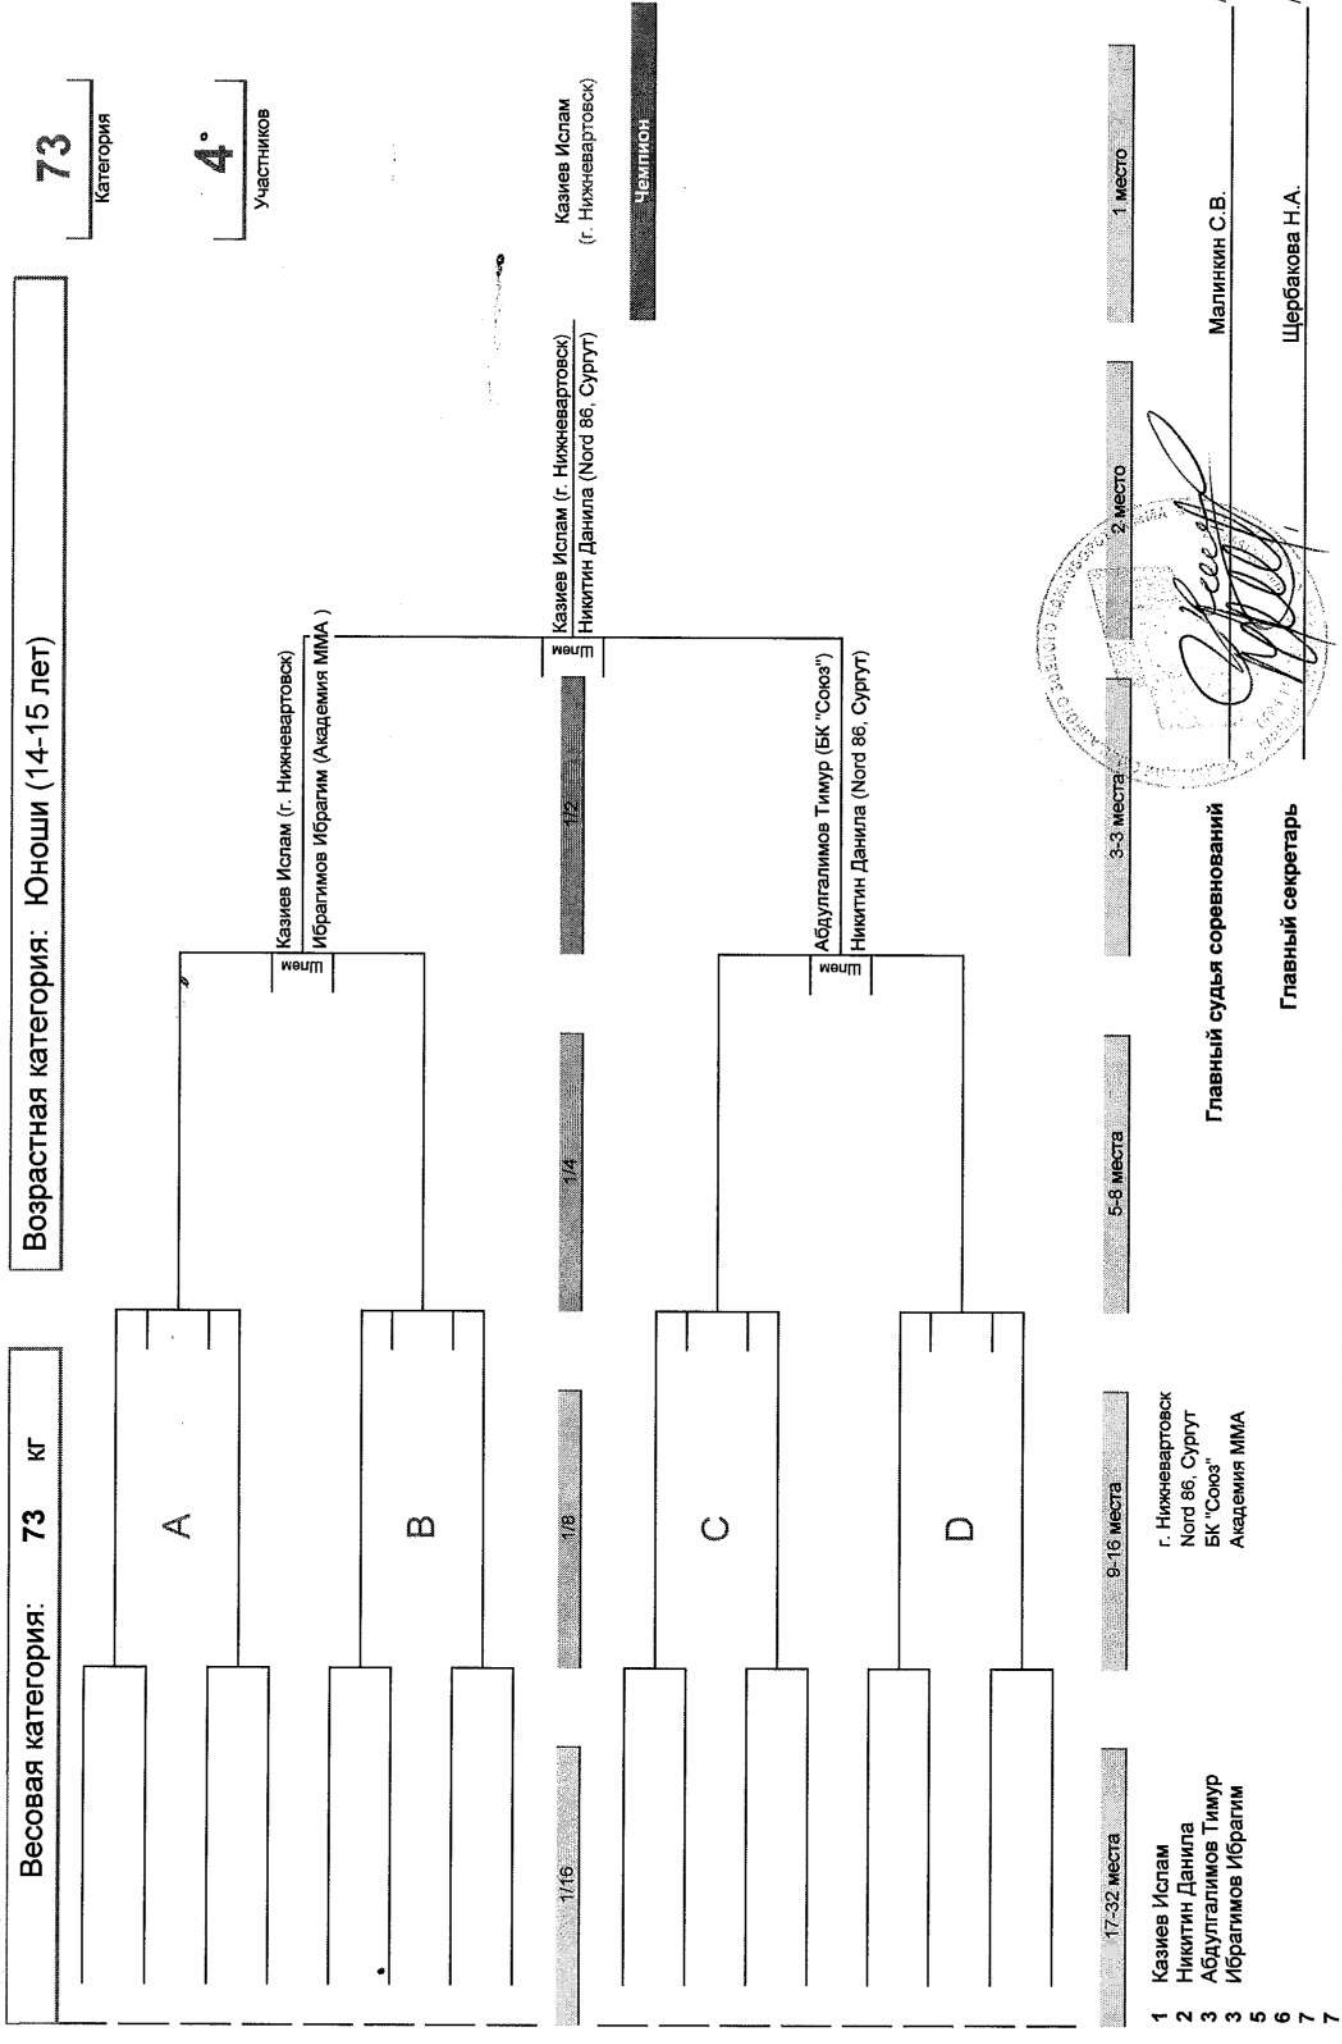 Весовая категория: 73 кг
Возрастная категория: Юноши (14-15 лет)
73
Категория
4
Участников
A
B
C
D
Казиев Ислам (г. Нижневартовск)
Шлем
Ибрагимов Ибрагим (Академия ММА )
Казиев Ислам (г. Нижневартовск)
Шлем
Никитин Данила (Nord 86, Сургут)
Казиев Ислам
(г. Нижневартовск)
Чемпион
1/16
1/8
1/4
1/2
Абдулгалимов Тимур (БК "Союз")
Шлем
Никитин Данила (Nord 86, Сургут)
17-32 места
9-16 места
5-8 места
3-3 места
2 место
1 место
1 Казиев Ислам г. Нижневартовск
2 Никитин Данила Nord 86, Сургут
3 Абдулгалимов Тимур БК "Союз"
3 Ибрагимов Ибрагим Академия ММА
5
6
7
7
Главный судья соревнований Малинкин С.В.
Главный секретарь Щербакова Н.А.